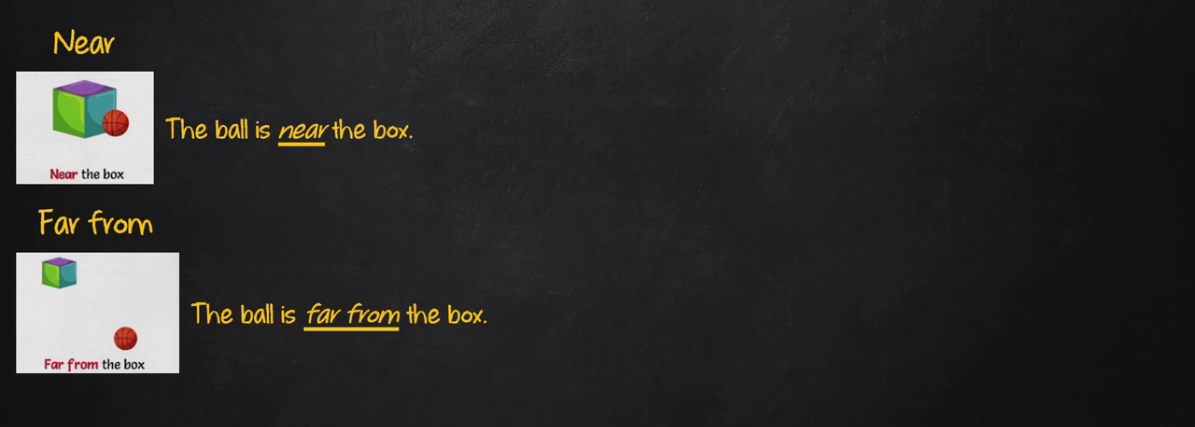 Near
The ball is near the box.
Near the box
Far from
The ball is far from the box.
Far from the box